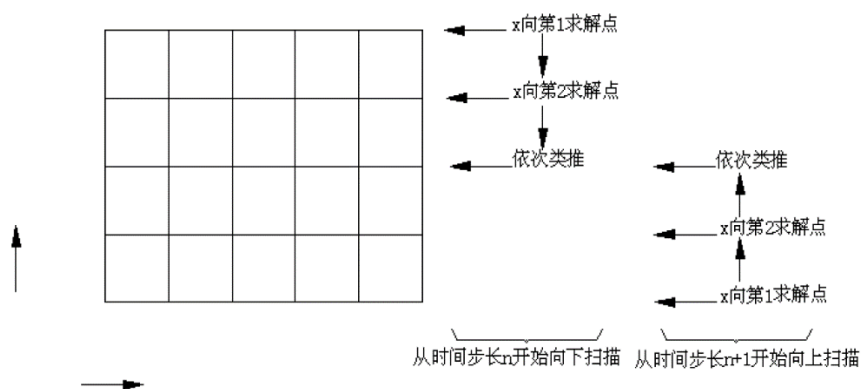 x向第1求解点
x向第2求解点
依次类推
依次类推
x向第2求解点
x向第1求解点
从时间步长n开始向下扫描
从时间步长n+1开始向上扫描